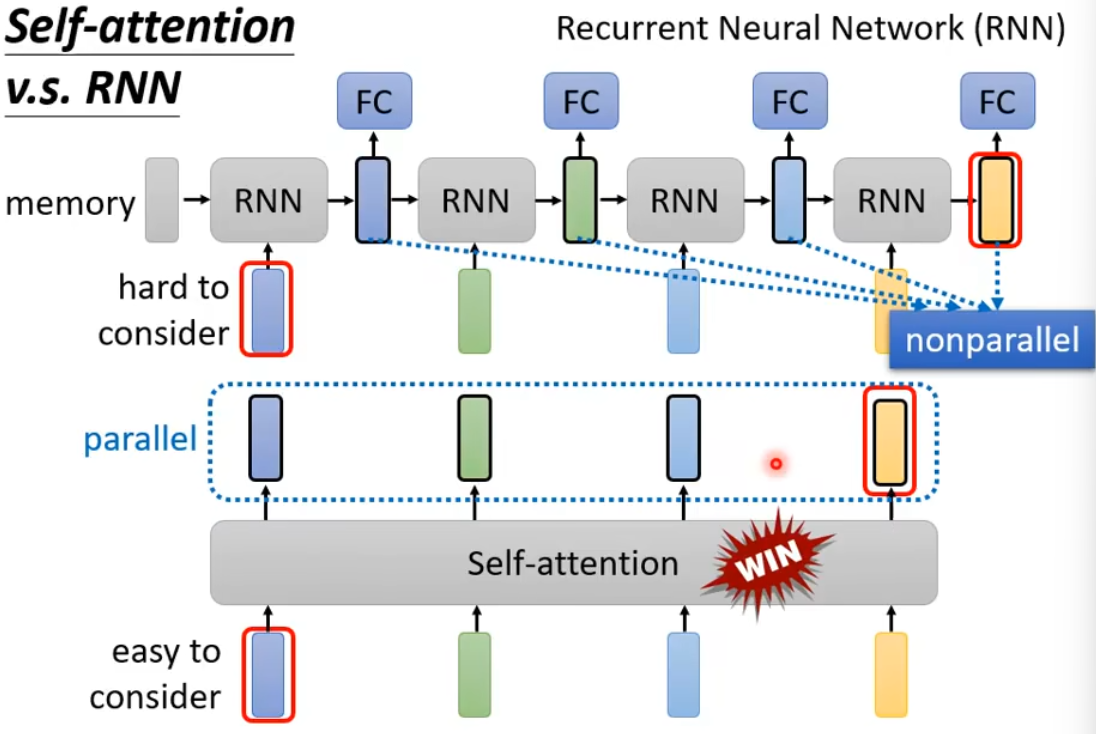 Self-attention
v.s. RNN
Recurrent Neural Network (RNN)
FC
FC
FC
FC
memory
RNN
RNN
RNN
RNN
hard to
consider
nonparallel
parallel
Self-attention
WIN
easy to
consider